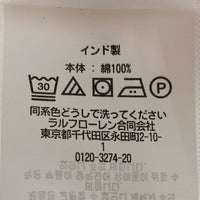 インド製
本体 : 綿100%
30
同系色どうしで洗ってください
ラルフローレン合同会社
東京都千代田区永田町2-10-
1
0120-3274-20